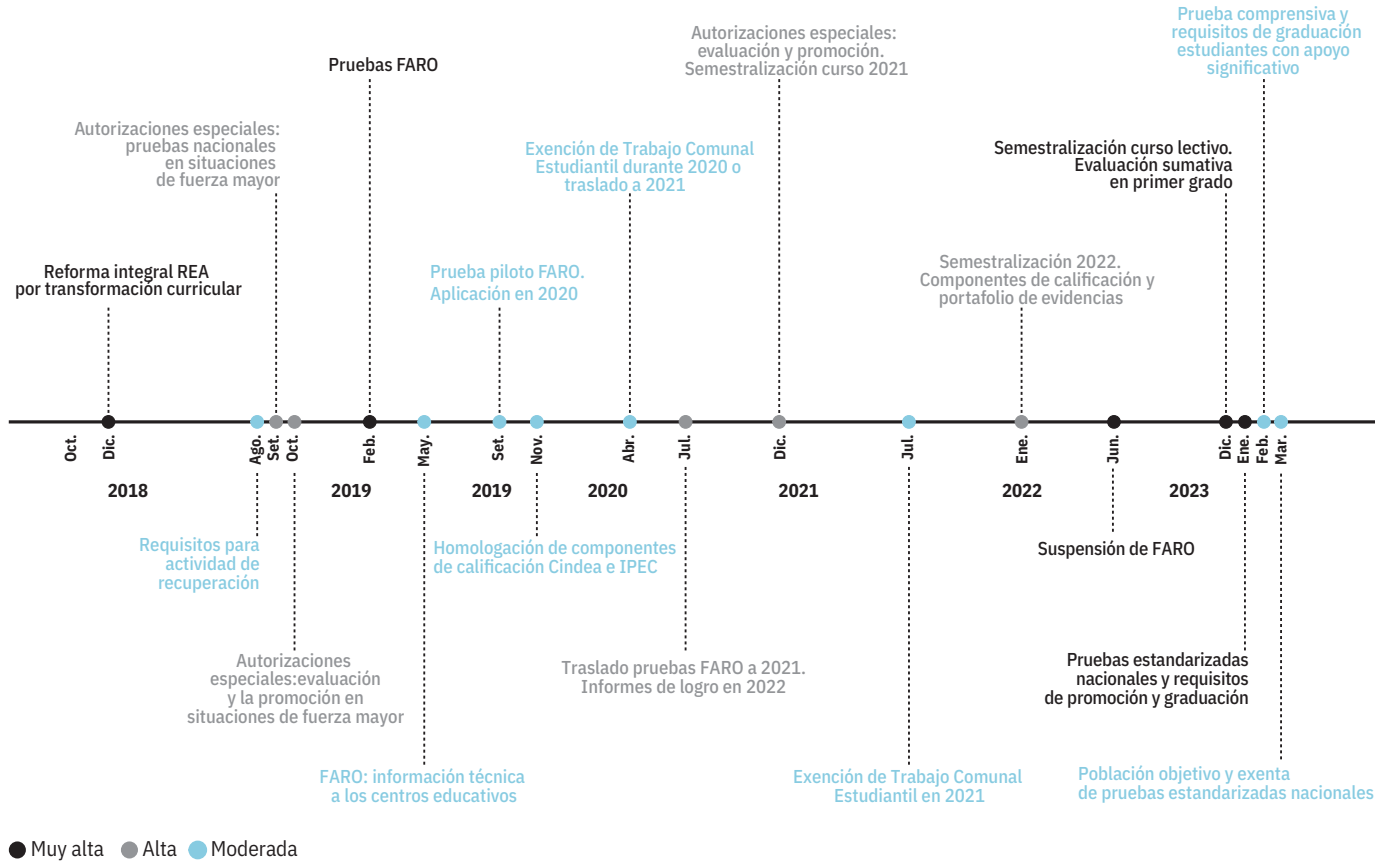 Prueba comprensiva y
requisitos de graduación
estudiantes con apoyo
significativo
Autorizaciones especiales:
evaluación y promoción.
Semestralización curso 2021
Pruebas FARO
Autorizaciones especiales:
pruebas nacionales
en situaciones
de fuerza mayor
Exención de Trabajo Comunal
Estudiantil durante 2020 o
traslado a 2021
Semestralización curso lectivo.
Evaluación sumativa
en primer grado
Reforma integral REA
por transformación curricular
Prueba piloto FARO.
Aplicación en 2020
Semestralización 2022.
Componentes de calificación y
portafolio de evidencias
Oct.
Dic.
Ago.
Set.
Oct.
Feb.
May.
Set.
Nov.
Abr.
Jul.
Dic.
Jul.
Ene.
Jun.
Dic.
Ene.
Feb.
Mar.
2018
2019
2019
2020
2021
2022
2023
Requisitos para
actividad de
recuperación
Homologación de componentes
de calificación Cindea e IPEC
Suspensión de FARO
Autorizaciones
especiales:evaluación
y la promoción en
situaciones de fuerza mayor
Traslado pruebas FARO a 2021.
Informes de logro en 2022
Pruebas estandarizadas
nacionales y requisitos
de promoción y graduación
FARO: información técnica
a los centros educativos
Exención de Trabajo Comunal
Estudiantil en 2021
Población objetivo y exenta
de pruebas estandarizadas nacionales
Muy alta
Alta
Moderada